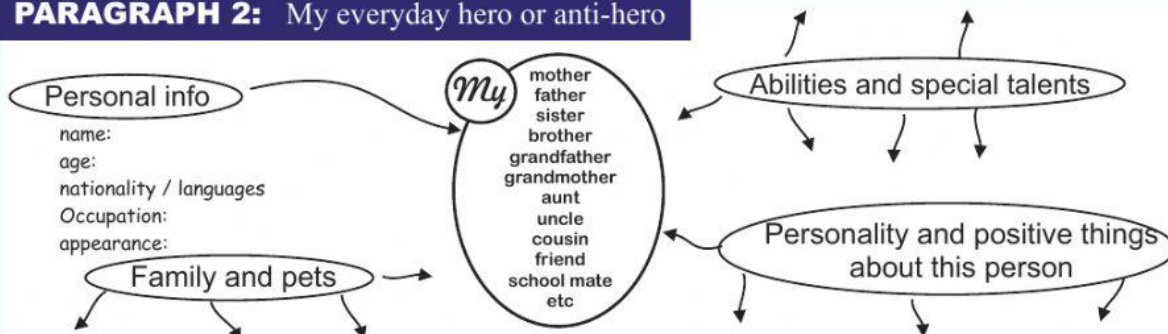 PARAGRAPH 2: My everyday hero or anti-hero
Personal info
name:
age:
nationality / languages
Occupation:
appearance:
Family and pets
My
mother
father
sister
brother
grandfather
grandmother
aunt
uncle
cousin
friend
school mate
etc
Abilities and special talents
Personality and positive things
about this person